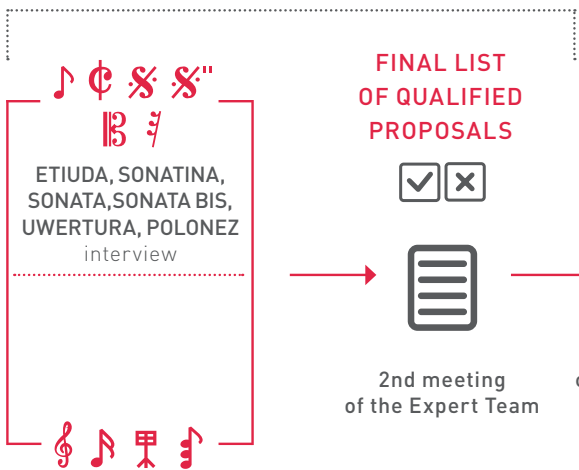 ETIUDA, SONATINA,
SONATA,SONATA BIS,
UWERTURA, POLONEZ
interview
FINAL LIST
OF QUALIFIED
PROPOSALS
2nd meeting
of the Expert Team